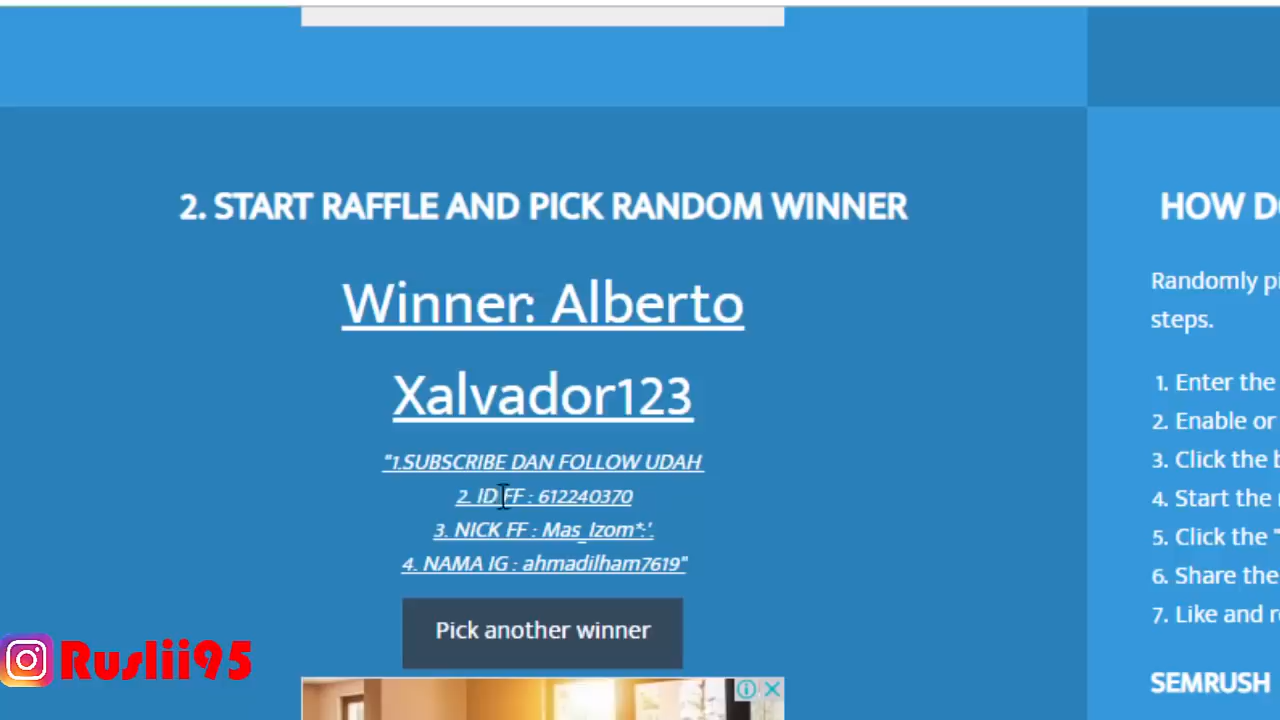 2. START RAFFLE AND PICK RANDOM WINNER
Winner: Alberto
Xalvador123
"1.SUBSCRIBE DAN FOLLOW UDAH
2. ID FF : 612240370
3. NICK FF : Mas_Izom*:'.
4. NAMA IG : ahmadilham7619"
Pick another winner
Ruslii95
HOW DO
Randomly pi
steps.
1. Enter the
2. Enable or
3. Click the b
4. Start the
5. Click the "
6. Share the
7. Like and r
SEMRUSH